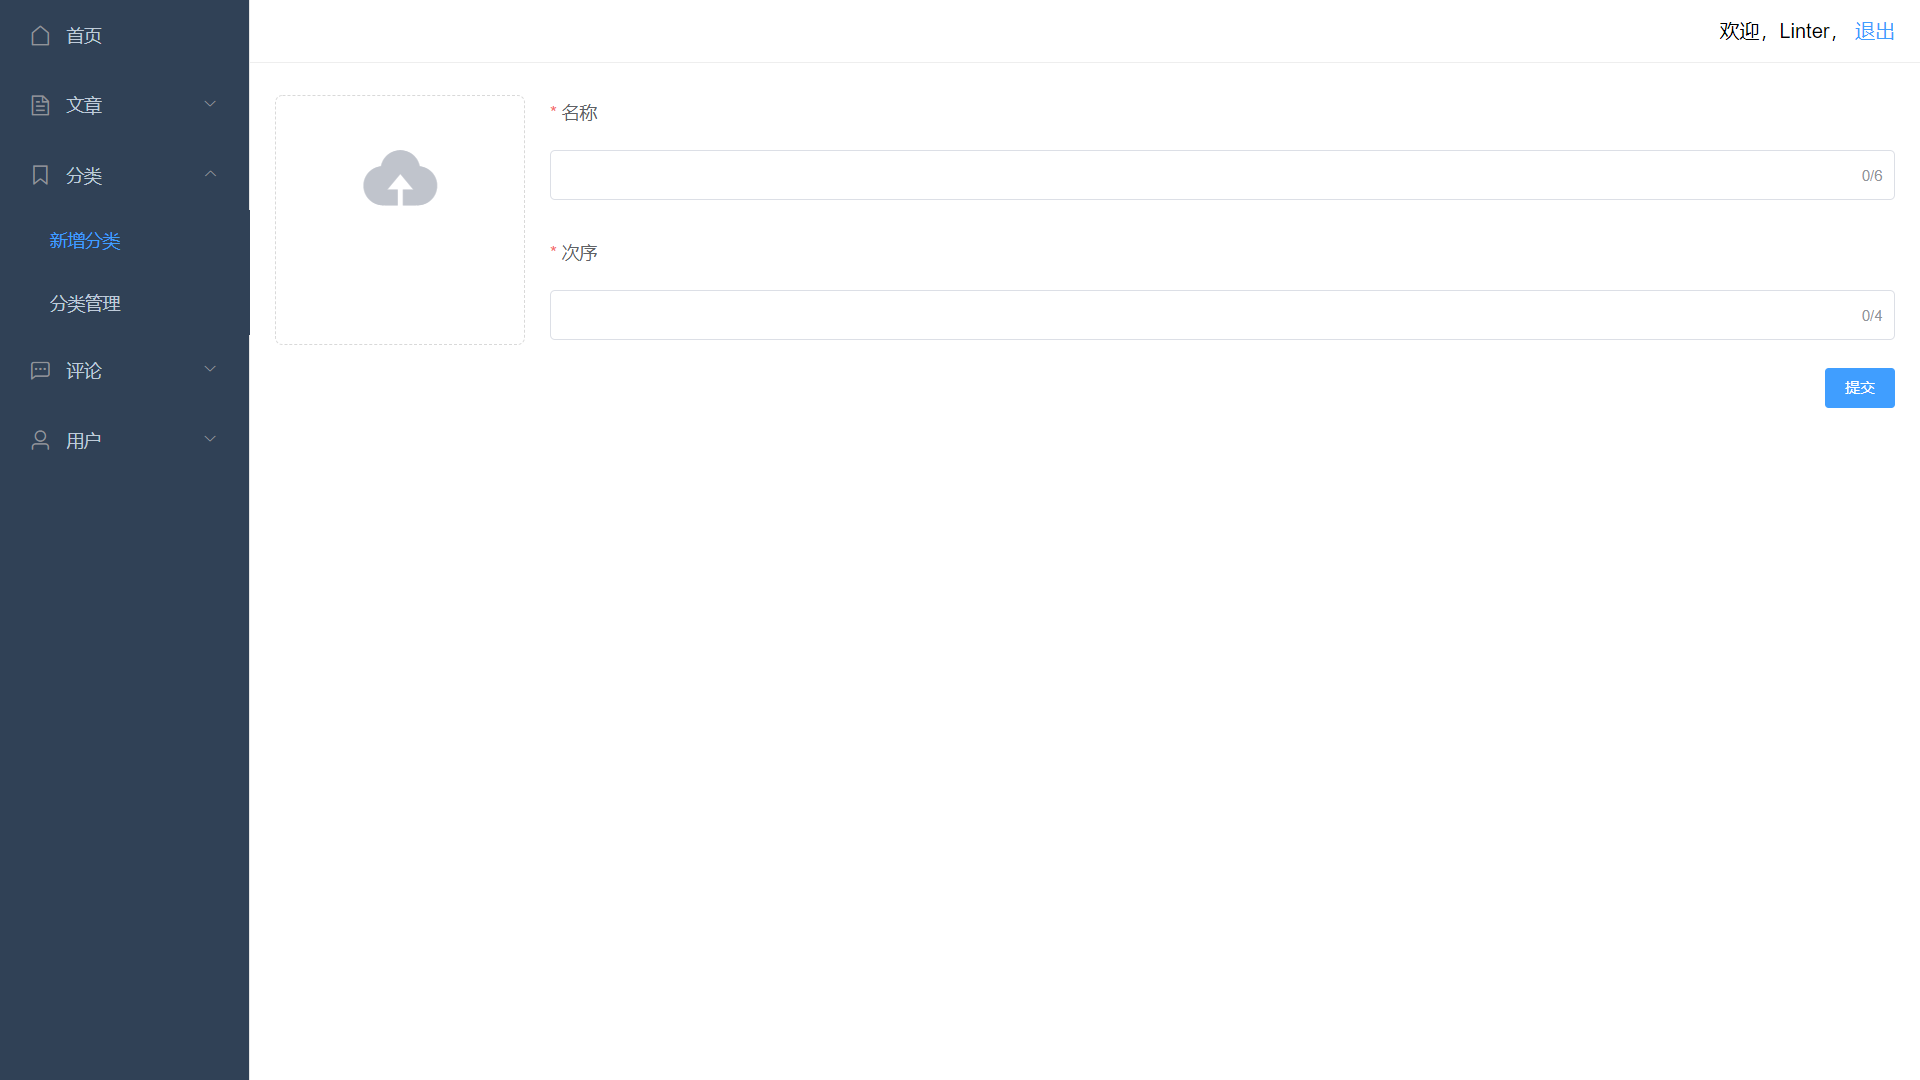 首页
文章
分类
新增分类
分类管理
评论
用户
欢迎，Linter， 退出
* 名称
0/6
* 次序
0/4
提交